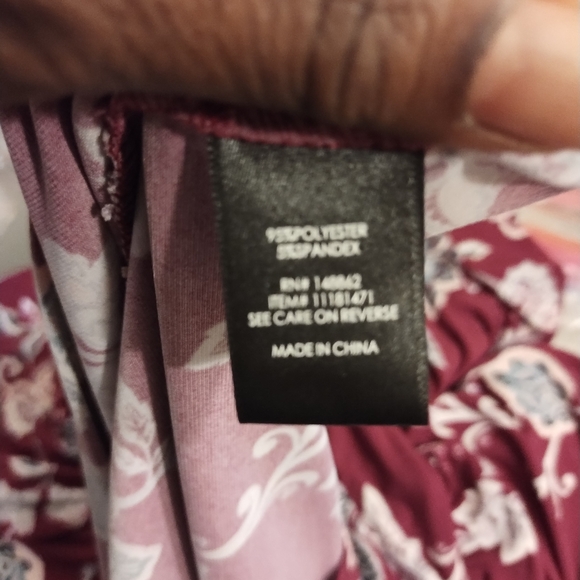 95%POLYESTER
5%SPANDEX
RN# 148862
ITEM# 11181471
SEE CARE ON REVERSE
MADE IN CHINA